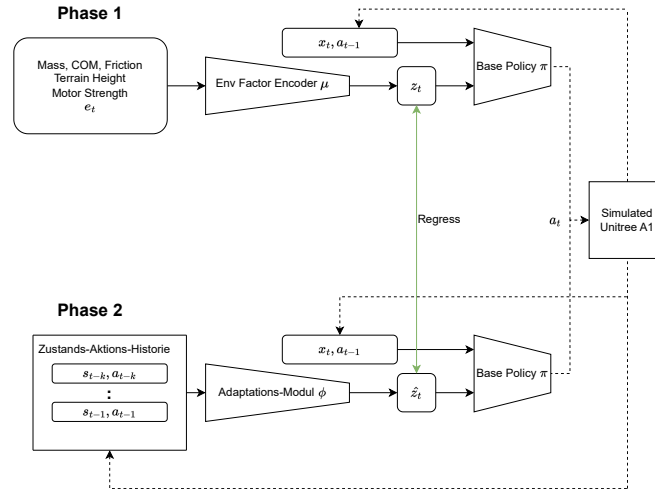 Phase 1
Mass, COM, Friction
Terrain Height
Motor Strength
e_t
Env Factor Encoder μ
x_t, a_{t−1}
z_t
Base Policy π
Regress
a_t
Simulated
Unitree A1
Phase 2
Zustands-Aktions-Historie
s_{t−k}, a_{t−k}
:
s_{t−1}, a_{t−1}
Adaptations-Modul ϕ
x_t, a_{t−1}
ẑ_t
Base Policy π